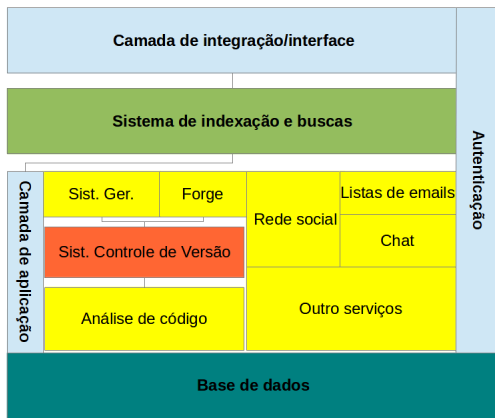 Camada de integração/interface
Autenticação
Sistema de indexação e buscas
Camada de aplicação
Sist. Ger.
Forge
Rede social
Listas de emails
Chat
Sist. Controle de Versão
Análise de código
Outro serviços
Base de dados